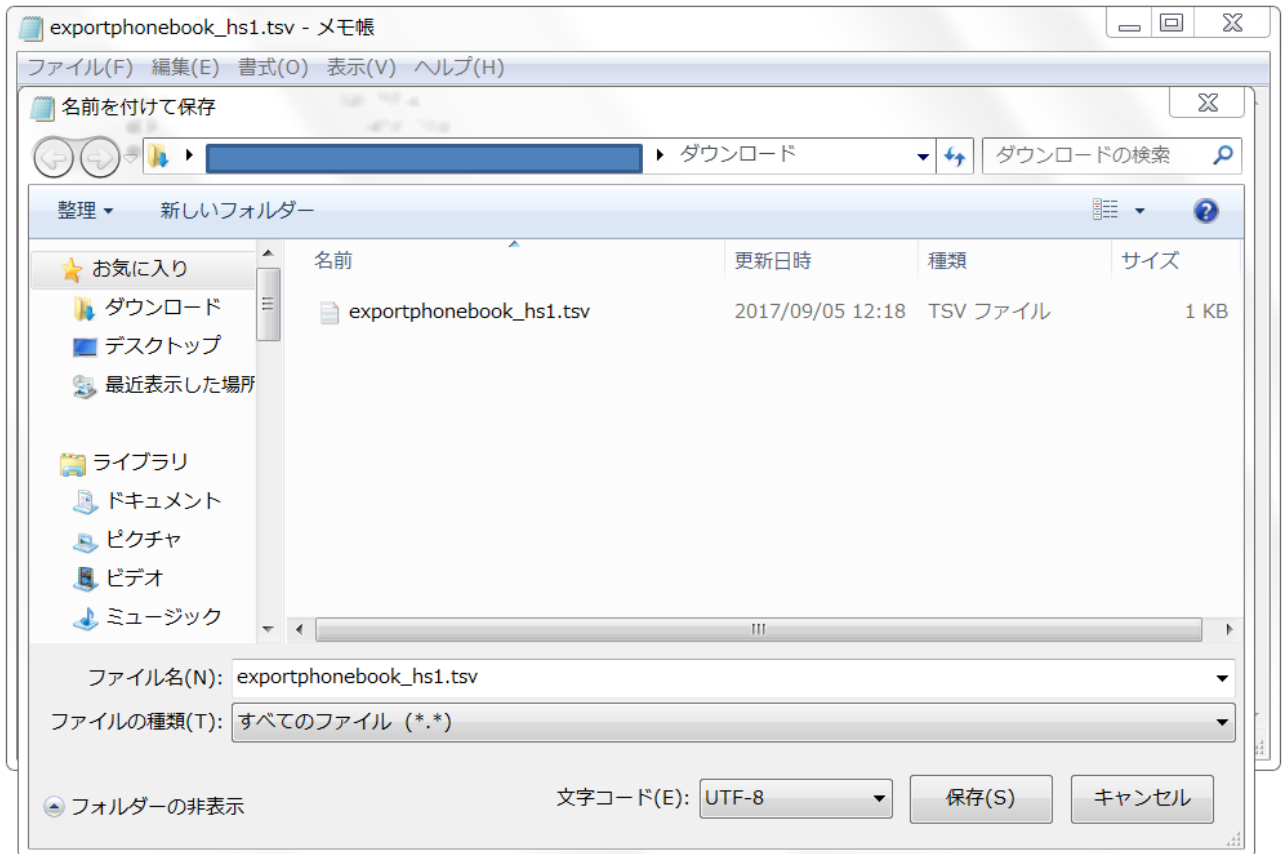 exportphonebook_hs1.tsv - メモ帳
ファイル(F) 編集(E) 書式(O) 表示(V) ヘルプ(H)
名前を付けて保存
ダウンロード ダウンロードの検索
整理 新しいフォルダー
お気に入り
ダウンロード
デスクトップ
最近表示した場所
ライブラリ
ドキュメント
ピクチャ
ビデオ
ミュージック
名前 更新日時 種類 サイズ
exportphonebook_hs1.tsv 2017/09/05 12:18 TSV ファイル 1 KB
ファイル名(N): exportphonebook_hs1.tsv
ファイルの種類(T): すべてのファイル (*.*)
フォルダーの非表示 文字コード(E): UTF-8 保存(S) キャンセル